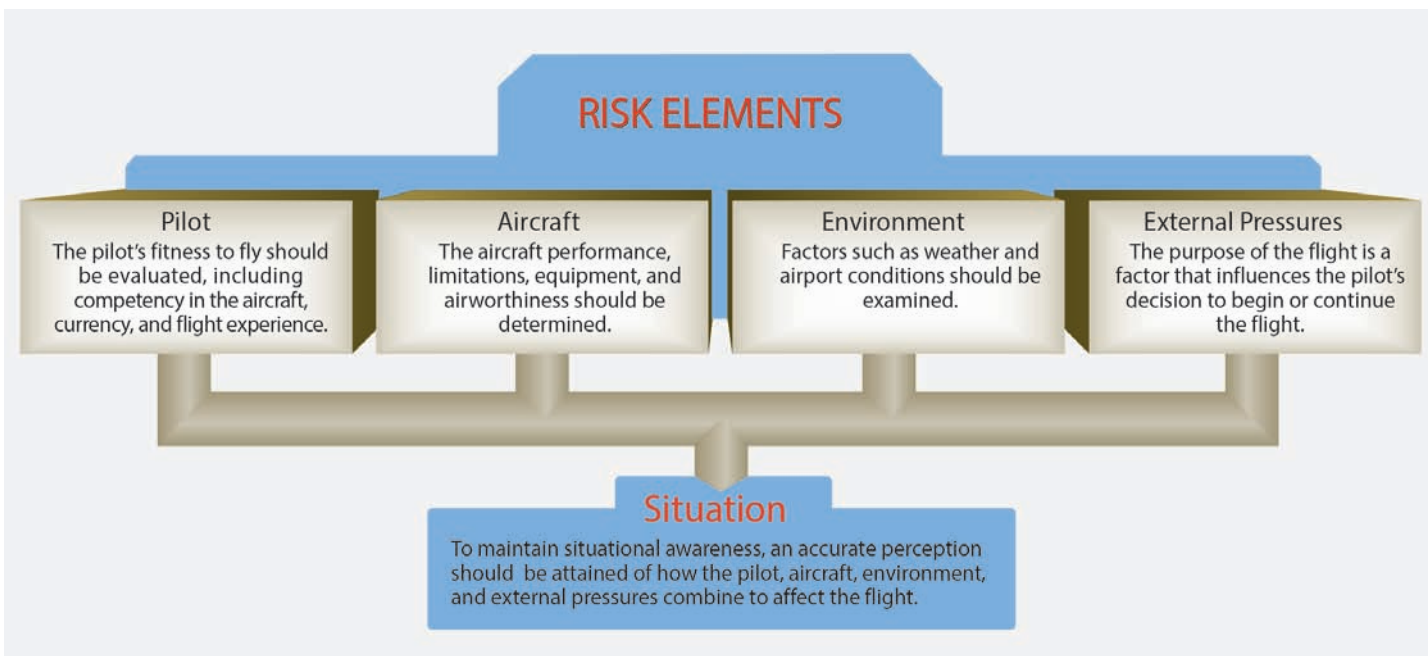 RISK ELEMENTS
Pilot
The pilot’s fitness to fly should
be evaluated, including
competency in the aircraft,
currency, and flight experience.
Aircraft
The aircraft performance,
limitations, equipment, and
airworthiness should be
determined.
Environment
Factors such as weather and
airport conditions should be
examined.
External Pressures
The purpose of the flight is a
factor that influences the pilot’s
decision to begin or continue
the flight.
Situation
To maintain situational awareness, an accurate perception
should be attained of how the pilot, aircraft, environment,
and external pressures combine to affect the flight.